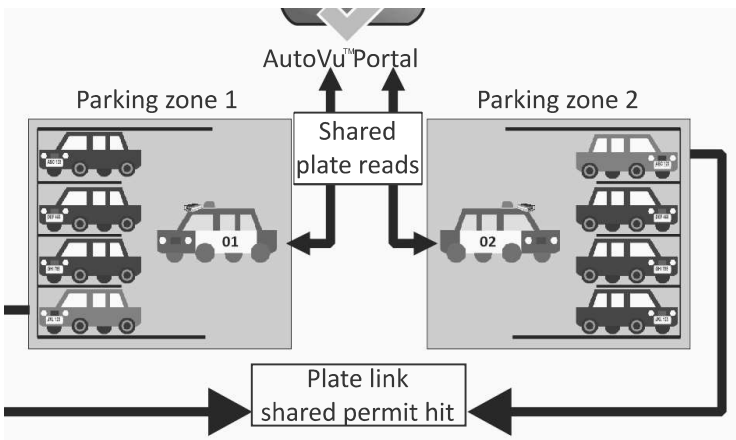 AutoVu™ Portal
Parking zone 1
Parking zone 2
Shared
plate reads
01
02
Plate link
shared permit hit